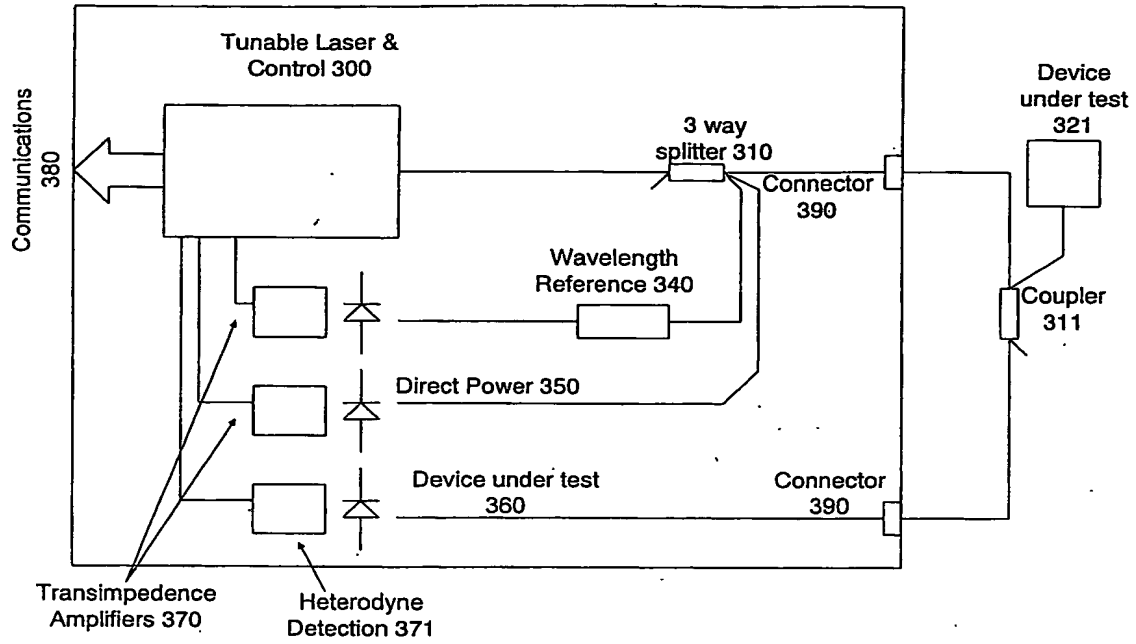 Tunable Laser &
Control 300
Communications
380
3 way
splitter 310
Connector
390
Device
under test
321
Wavelength
Reference 340
Coupler
311
Direct Power 350
Device under test
360
Connector
390
Transimpedence
Amplifiers 370
Heterodyne
Detection 371